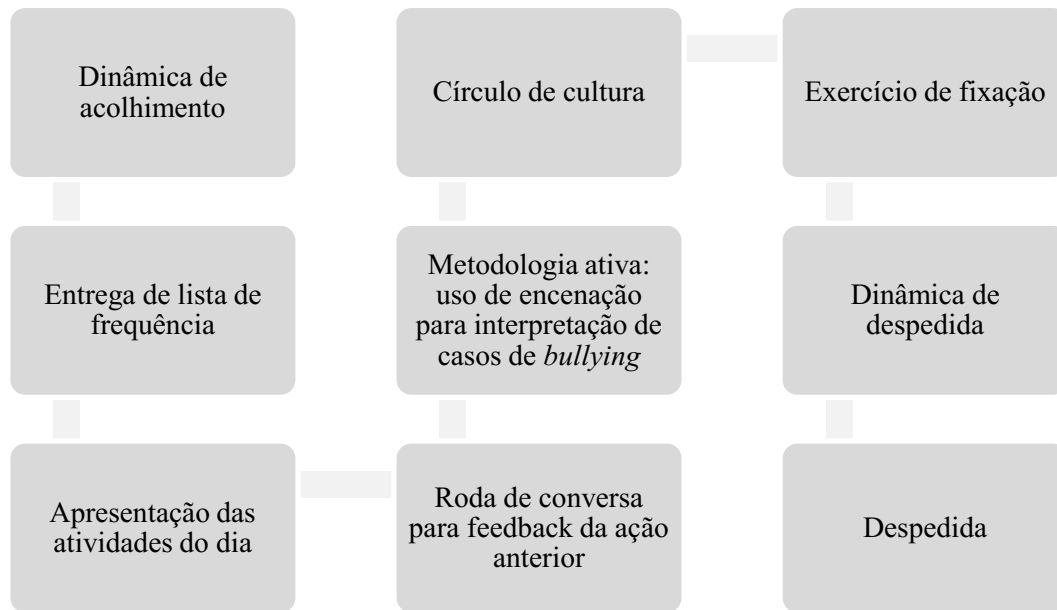 Dinâmica de
acolhimento
Entrega de lista de
frequência
Apresentação das
atividades do dia
Roda de conversa
para feedback da ação
anterior
Metodologia ativa:
uso de encenação
para interpretação de
casos de bullying
Círculo de cultura
Exercício de fixação
Dinâmica de
despedida
Despedida